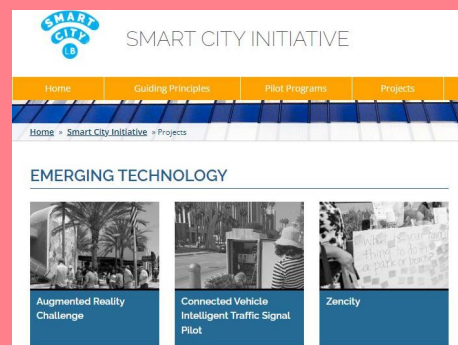 SMART
CITY
LB
SMART CITY INITIATIVE
Home Guiding Principles Pilot Programs Projects
Home » Smart City Initiative » Projects
EMERGING TECHNOLOGY
Augmented Reality
Challenge
Connected Vehicle
Intelligent Traffic Signal
Pilot
Zencity